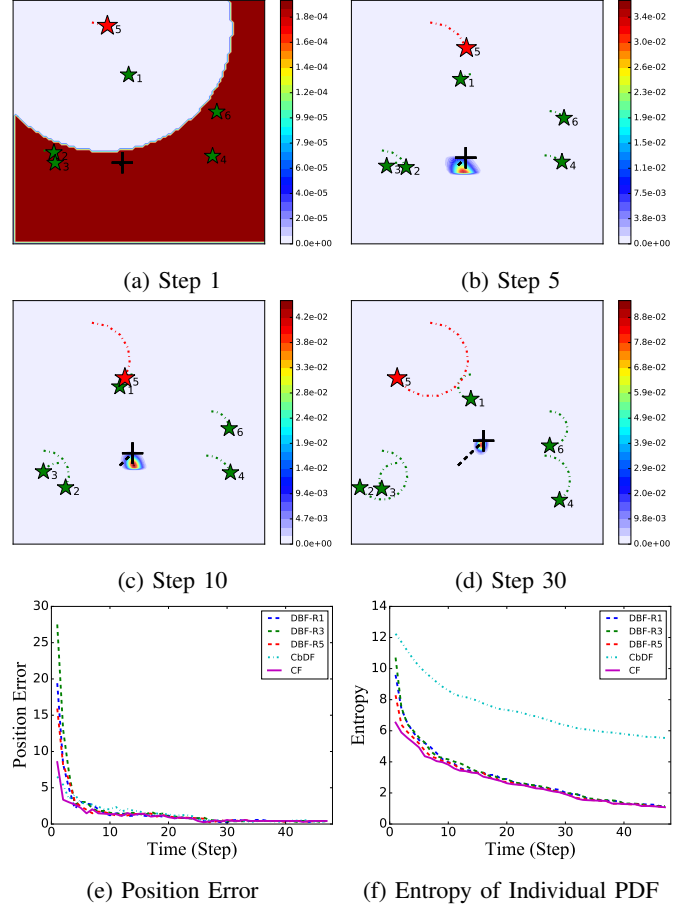 5
1
6
2
3
4
1.8e-04
1.6e-04
1.4e-04
1.2e-04
1.0e-04
8.0e-05
6.0e-05
4.0e-05
2.0e-05
0.0e+00
(a) Step 1
5
1
6
3
2
4
3.4e-02
3.0e-02
2.6e-02
2.2e-02
1.9e-02
1.5e-02
1.1e-02
7.5e-03
3.8e-03
0.0e+00
(b) Step 5
5
1
6
3
2
4
4.2e-02
3.7e-02
3.3e-02
2.8e-02
2.3e-02
1.9e-02
1.4e-02
9.3e-03
4.7e-03
0.0e+00
(c) Step 10
5
1
6
2
3
4
8.8e-02
7.8e-02
6.8e-02
5.9e-02
4.9e-02
3.9e-02
2.9e-02
2.0e-02
9.8e-03
0.0e+00
(d) Step 30
30
25
20
15
10
5
0
Position Error
DBF-R1
DBF-R3
DBF-R5
CbDF
CF
0 10 20 30 40
Time (Step)
(e) Position Error
14
12
10
8
6
4
2
0
Entropy
DBF-R1
DBF-R3
DBF-R5
CbDF
CF
0 10 20 30 40
Time (Step)
(f) Entropy of Individual PDF